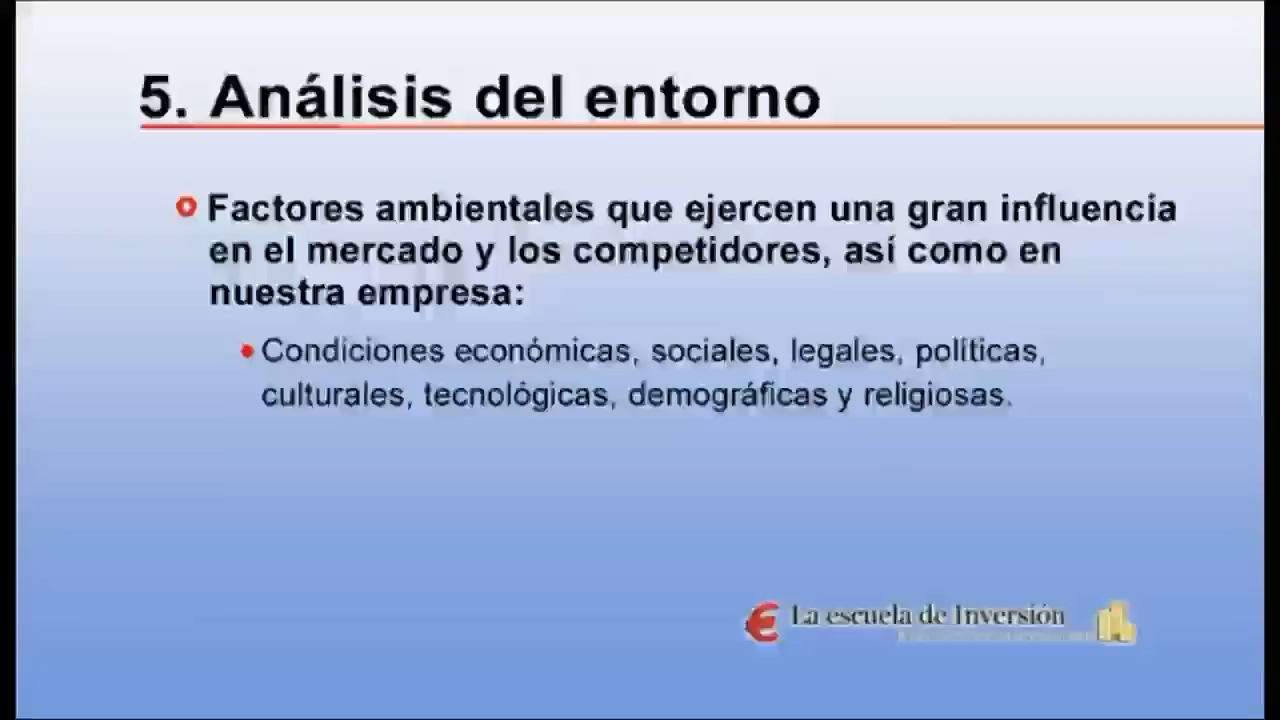 5. Análisis del entorno
Factores ambientales que ejercen una gran influencia
en el mercado y los competidores, así como en
nuestra empresa:
Condiciones económicas, sociales, legales, políticas,
culturales, tecnológicas, demográficas y religiosas.
La escuela de Inversión